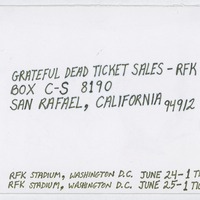 GRATEFUL DEAD TICKET SALES - RFK
BOX C-S 8190
SAN RAFAEL, CALIFORNIA 94912
RFK STADIUM, WASHINGTON D.C. JUNE 24-1 T
RFK STADIUM, WASHINGTON D.C. JUNE 25-1 T